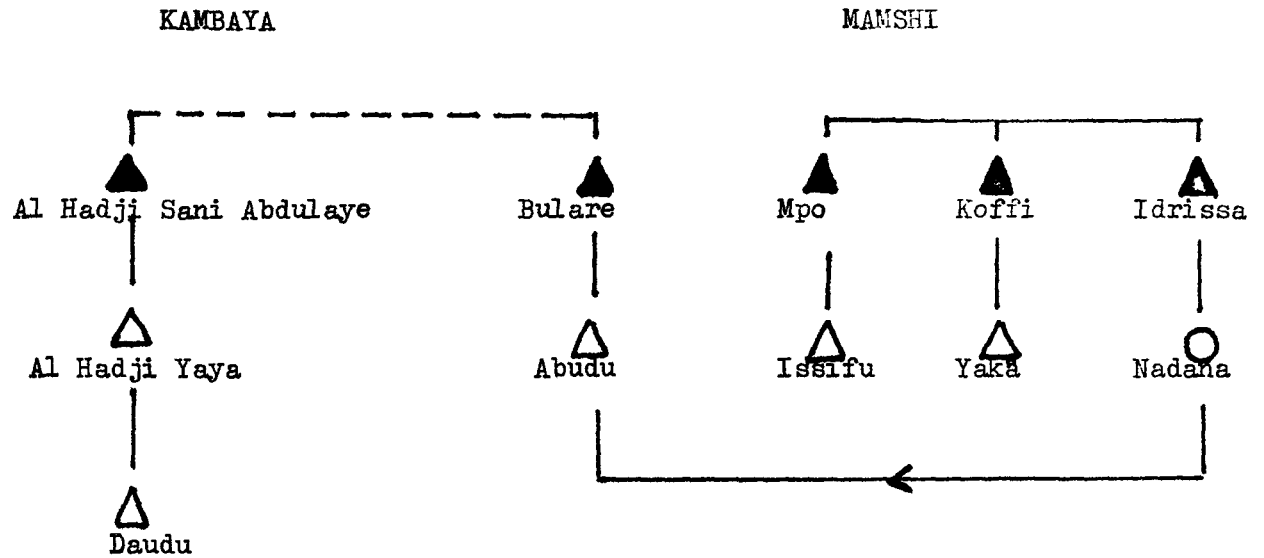 KAMBAYA MAMSHI
Al Hadji Sani Abdulaye Bulare Mpo Koffi Idrissa
Al Hadji Yaya Abudu Issifu Yaka Nadana
Daudu